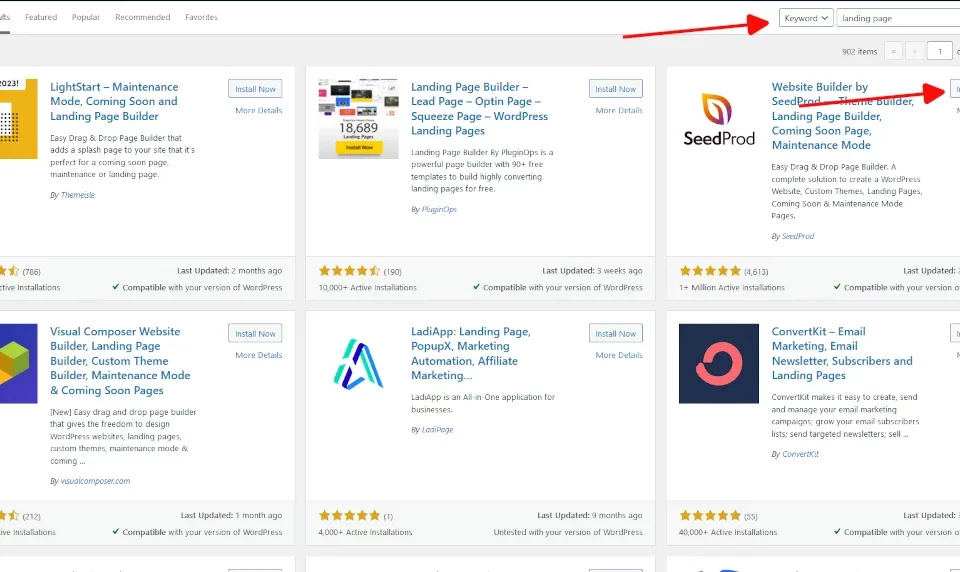 Featured Popular Recommended Favorites Keyword landing page
902 items « ‹ 1
2023!
LightStart – Maintenance
Mode, Coming Soon and
Landing Page Builder
Install Now
More Details
Easy Drag & Drop Page Builder that
adds a splash page to your site that it's
perfect for a coming soon page,
maintenance or landing page.
By Themeisle
(786)
Last Updated: 2 months ago
Active Installations
Compatible with your version of WordPress
18,689
Landing Pages
Install Now
Landing Page Builder –
Lead Page – Optin Page –
Squeeze Page – WordPress
Landing Pages
Install Now
More Details
Landing Page Builder By PluginOps is a
powerful page builder with 90+ free
templates to build highly converting
landing pages for free.
By PluginOps
(190)
Last Updated: 3 weeks ago
10,000+ Active Installations
Compatible with your version of WordPress
SeedProd
Website Builder by
SeedProd — Theme Builder,
Landing Page Builder,
Coming Soon Page,
Maintenance Mode
Easy Drag & Drop Page Builder. A
complete solution to create a WordPress
Website, Custom Themes, Landing Pages,
Coming Soon & Maintenance Mode
Pages.
By SeedProd
(4,613)
Last Updated:
1+ Million Active Installations
Compatible with your version of
Visual Composer Website
Builder, Landing Page
Builder, Custom Theme
Builder, Maintenance Mode
& Coming Soon Pages
Install Now
More Details
[New] Easy drag and drop page builder
that gives the freedom to design
WordPress websites, landing pages,
custom themes, maintenance mode &
coming ...
By visualcomposer.com
(212)
Last Updated: 1 month ago
Active Installations
Compatible with your version of WordPress
LadiApp: Landing Page,
PopupX, Marketing
Automation, Affiliate
Marketing...
Install Now
More Details
LadiApp is an All-in-One application for
businesses.
By LadiPage
(1)
Last Updated: 9 months ago
4,000+ Active Installations
Untested with your version of WordPress
ConvertKit – Email
Marketing, Email
Newsletter, Subscribers and
Landing Pages
ConvertKit makes it easy to create, send
and manage your email marketing
campaigns; grow your email subscribers
lists; send targeted newsletters; sell ...
By ConvertKit
(55)
Last Updated:
40,000+ Active Installations
Compatible with your version of